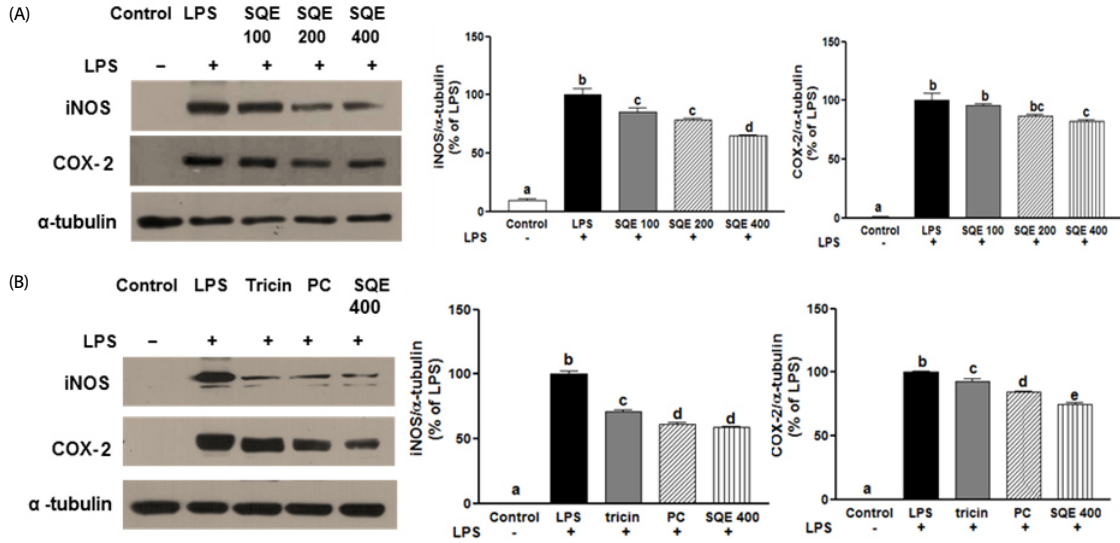 (A)
Control LPS SQE SQE SQE
100 200 400
LPS – + + + +
iNOS
COX-2
α-tubulin
iNOS/α-tubulin
(% of LPS)
150
100
50
0
a b c c d
Control LPS SQE 100 SQE 200 SQE 400
LPS - + + + +
COX-2/α-tubulin
(% of LPS)
150
100
50
0
a b b bc c
Control LPS SQE 100 SQE 200 SQE 400
LPS - + + + +
(B)
Control LPS Tricin PC SQE
400
LPS – + + + +
iNOS
COX-2
α -tubulin
iNOS/α-tubulin
(% of LPS)
150
100
50
0
a b c d d
Control LPS tricin PC SQE 400
LPS - + + + +
COX-2/α-tubulin
(% of LPS)
150
100
50
0
a b c d e
Control LPS tricin PC SQE 400
LPS - + + + +